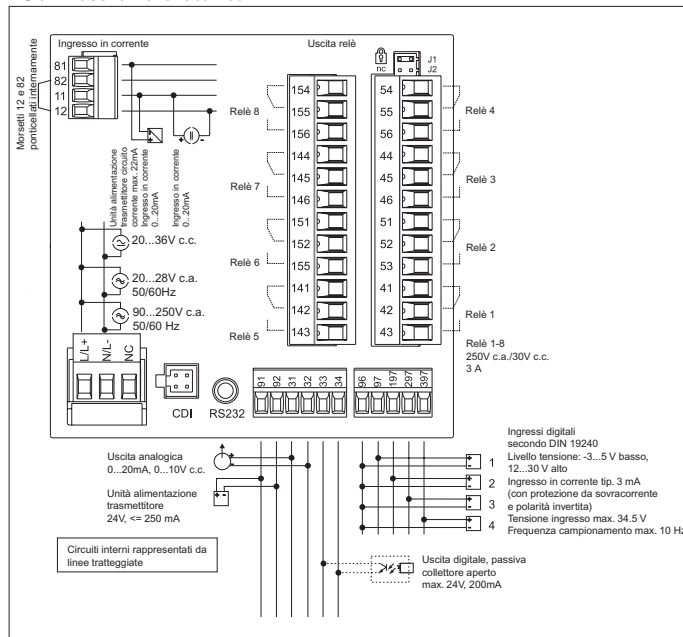 Ingresso in corrente
81
82
11
12
Morsetti 12 e 82
ponticellati internamente
Unità alimentazione
trasmettitore circuito
corrente max. 22mA
Ingresso in corrente
0...20mA
Ingresso in corrente
0...20mA
Uscita relè
nc
J1
J2
154
155
156
144
145
146
151
152
155
141
142
143
Relè 8
Relè 7
Relè 6
Relè 5
54
55
56
44
45
46
51
52
53
41
42
43
Relè 4
Relè 3
Relè 2
Relè 1
Relè 1-8
250V c.a./30V c.c.
3 A
20...36V c.c.
20...28V c.a.
50/60Hz
90...250V c.a.
50/60 Hz
L/L+
N/L-
NC
CDI
RS232
91
92
31
32
33
34
96
97
197
297
397
Uscita analogica
0...20mA, 0...10V c.c.
Unità alimentazione
trasmettitore
24V, <= 250 mA
Circuiti interni rappresentati da
linee tratteggiate
Ingressi digitali
secondo DIN 19240
1 Livello tensione: -3...5 V basso,
12...30 V alto
2 Ingresso in corrente tip. 3 mA
(con protezione da sovracorrente
3 e polarità invertita)
Tensione ingresso max. 34.5 V
4 Frequenza campionamento max. 10 Hz
Uscita digitale, passiva
collettore aperto
max. 24V, 200mA